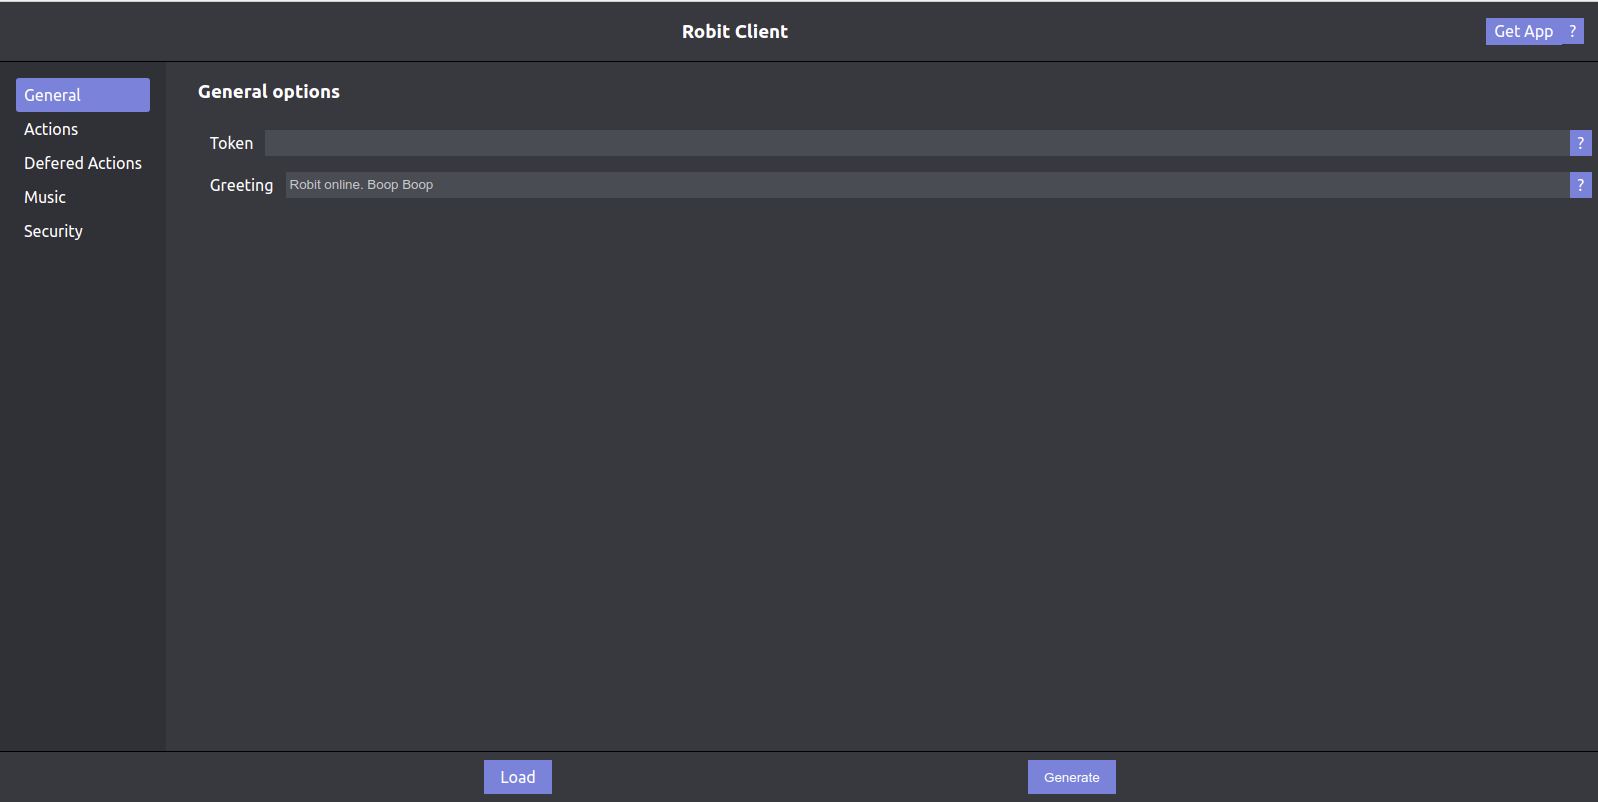 Robit Client
Get App ?
General
Actions
Defered Actions
Music
Security
General options
Token ?
Greeting Robit online. Boop Boop ?
Load
Generate